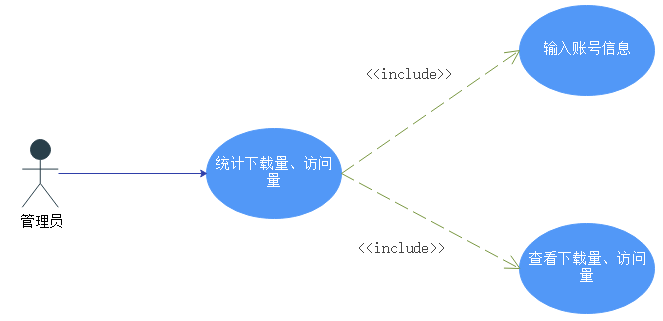 输入账号信息
<<include>>
统计下载量、访问
量
管理员
<<include>>
查看下载量、访问
量